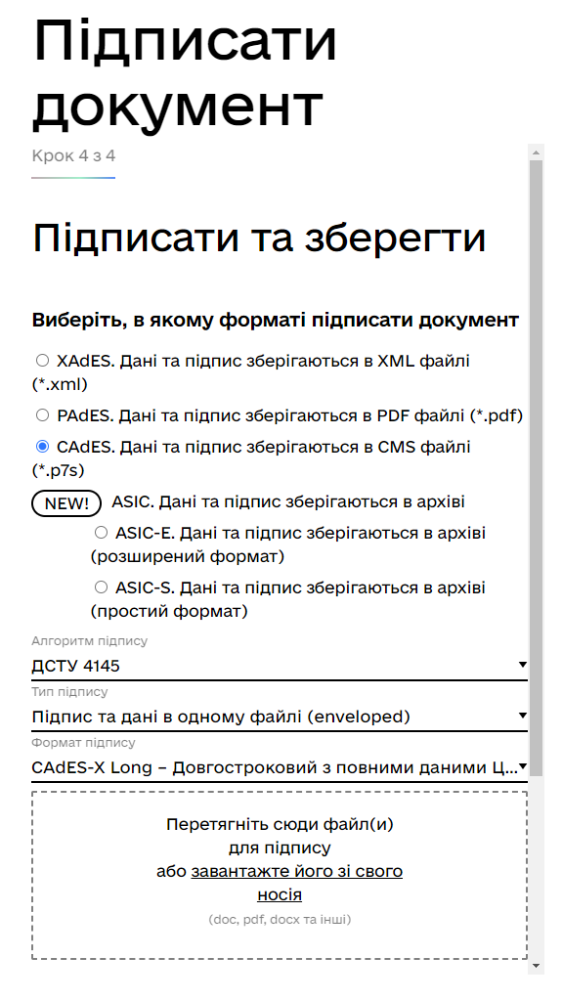 Підписати
документ
Крок 4 з 4
Підписати та зберегти
Виберіть, в якому форматі підписати документ
XAdES. Дані та підпис зберігаються в XML файлі
(*.xml)
PAdES. Дані та підпис зберігаються в PDF файлі (*.pdf)
CAdES. Дані та підпис зберігаються в CMS файлі
(*.p7s)
NEW! ASIC. Дані та підпис зберігаються в архіві
ASIC-E. Дані та підпис зберігаються в архіві
(розширений формат)
ASIC-S. Дані та підпис зберігаються в архіві
(простий формат)
Алгоритм підпису
ДСТУ 4145
Тип підпису
Підпис та дані в одному файлі (enveloped)
Формат підпису
CAdES-X Long – Довгостроковий з повними даними Ц...
Перетягніть сюди файл(и)
для підпису
або завантажте його зі свого
носія
(doc, pdf, docx та інші)